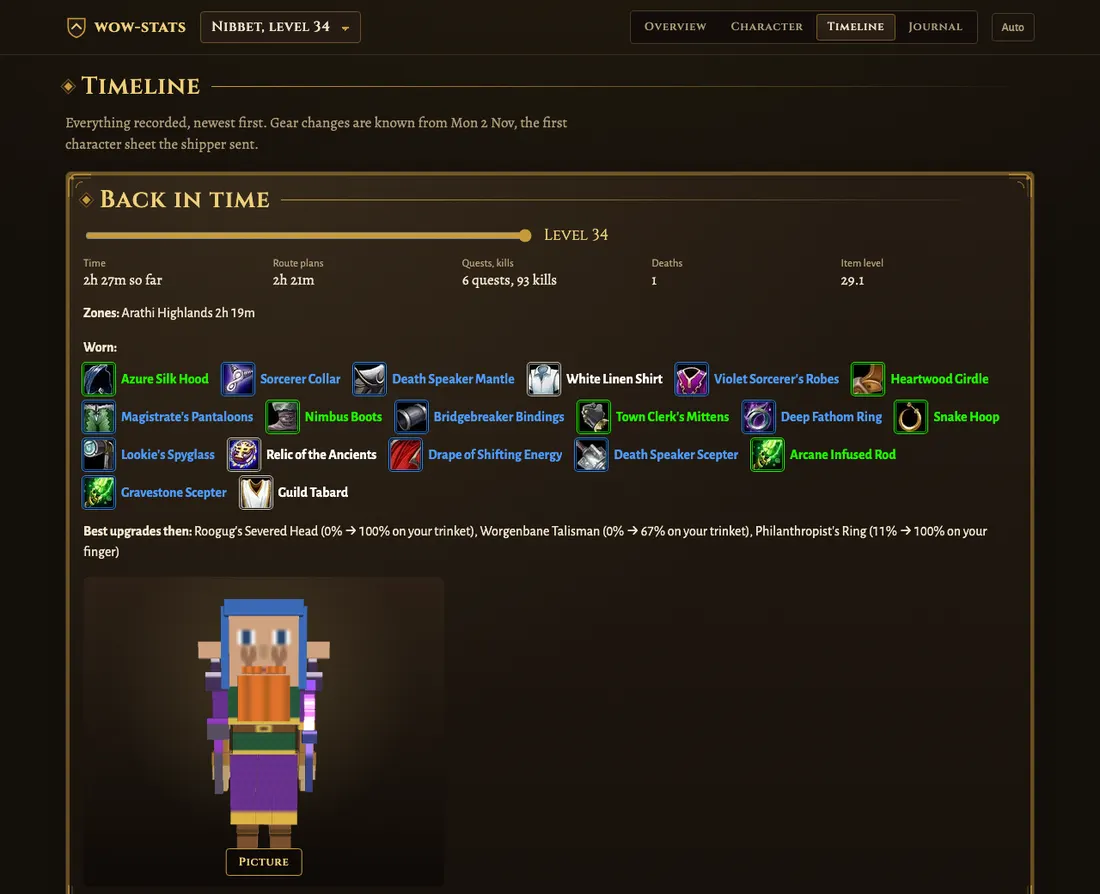 WOW-STATS
NIBBET, LEVEL 34
OVERVIEW
CHARACTER
TIMELINE
JOURNAL
Auto
TIMELINE
Everything recorded, newest first. Gear changes are known from Mon 2 Nov, the first
character sheet the shipper sent.
BACK IN TIME
LEVEL 34
Time
Route plans
Quests, kills
Deaths
Item level
2h 27m so far
2h 21m
6 quests, 93 kills
1
29.1
Zones: Arathi Highlands 2h 19m
Worn:
Azure Silk Hood
Sorcerer Collar
Death Speaker Mantle
White Linen Shirt
Violet Sorcerer's Robes
Heartwood Girdle
Magistrate's Pantaloons
Nimbus Boots
Bridgebreaker Bindings
Town Clerk's Mittens
Deep Fathom Ring
Snake Hoop
Lookie's Spyglass
Relic of the Ancients
Drape of Shifting Energy
Death Speaker Scepter
Arcane Infused Rod
Gravestone Scepter
Guild Tabard
Best upgrades then: Roogug's Severed Head (0% → 100% on your trinket), Worgenbane Talisman (0% → 67% on your trinket), Philanthropist's Ring (11% → 100% on your
finger)
PICTURE